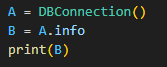 A = DBConnection()
B = A.info
print(B)